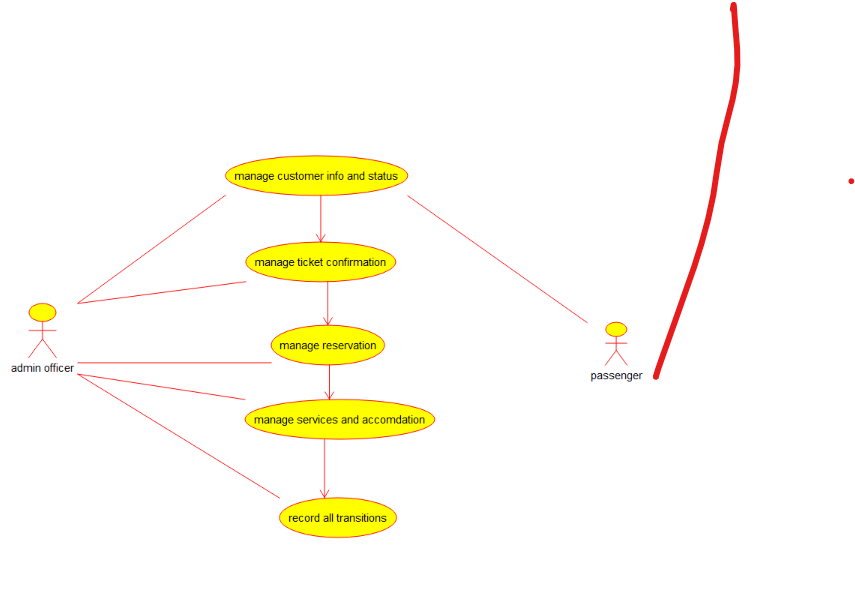 manage customer info and status
manage ticket confirmation
manage reservation
admin officer
passenger
manage services and accomdation
record all transitions